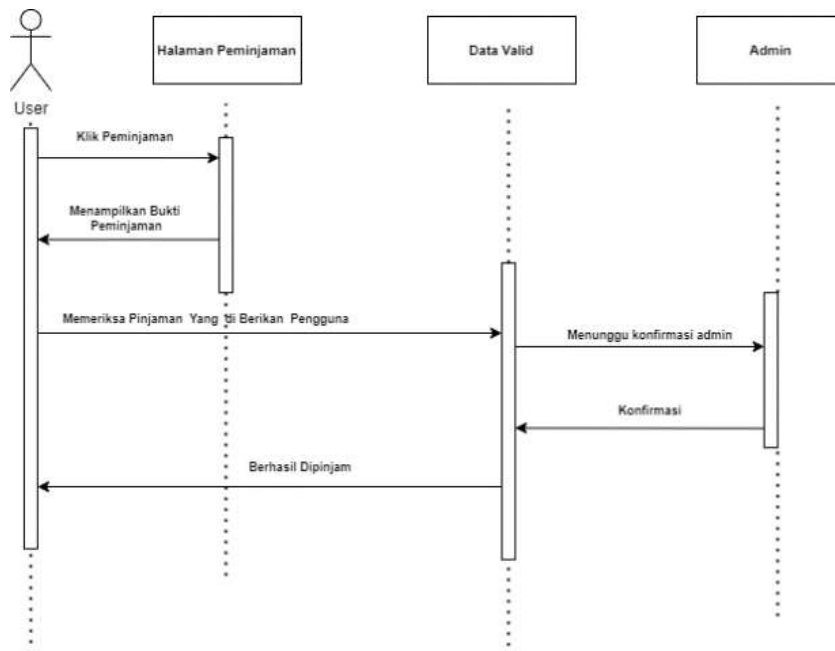 Halaman Peminjaman
Data Valid
Admin
User
Klik Peminjaman
Menampilkan Bukti
Peminjaman
Memeriksa Pinjaman Yang di Berikan Pengguna
Menunggu konfirmasi admin
Konfirmasi
Berhasil Dipinjam